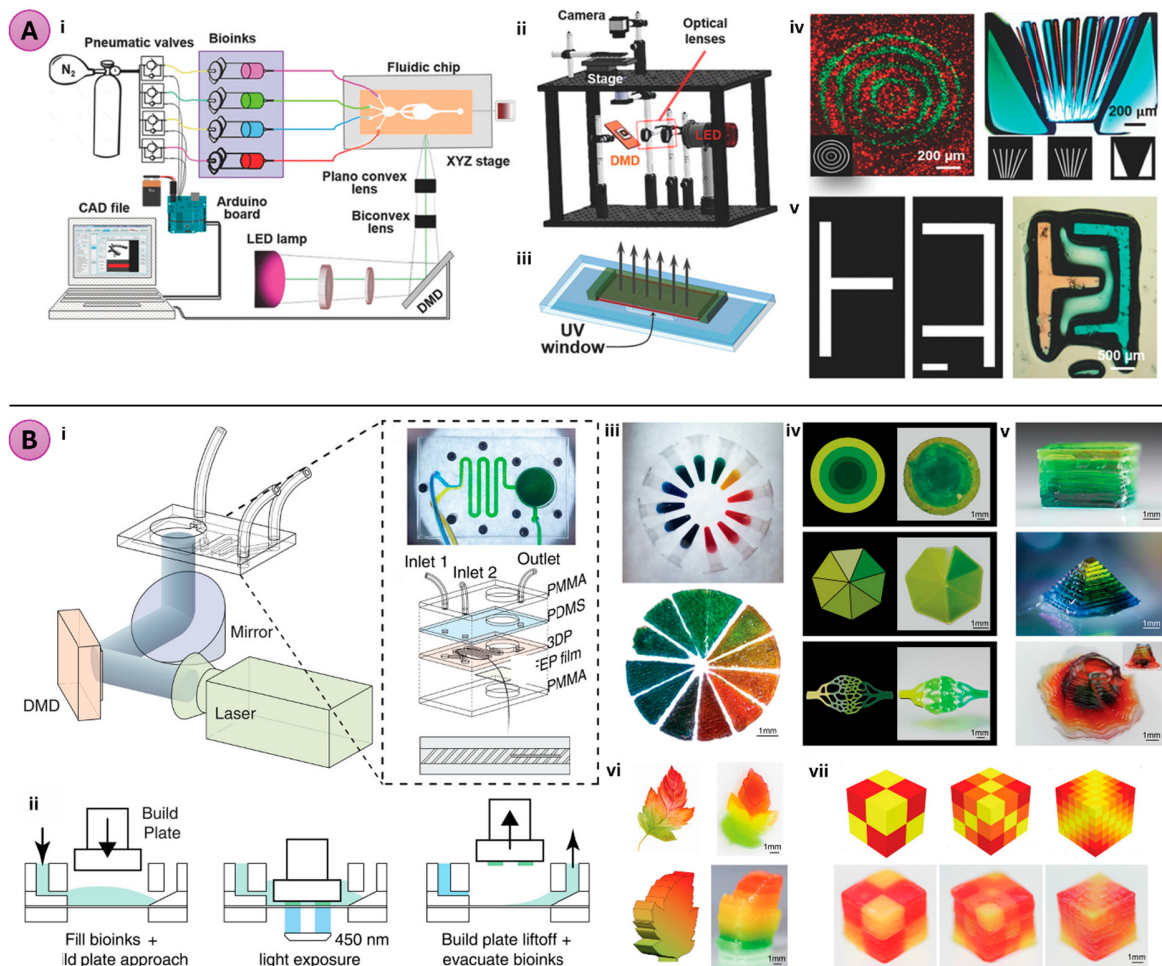 A
i
Pneumatic valves
Bioinks
N2
Fluidic chip
XYZ stage
Plano convex
lens
Biconvex
lens
CAD file
Arduino
board
LED lamp
DMD
ii
Camera
Optical
lenses
Stage
LED
DMD
iii
UV
window
iv
200 µm
200 µm
v
500 µm
B
i
Mirror
DMD
Laser
Inlet 1
Inlet 2
Outlet
PMMA
PDMS
3DP
EP film
PMMA
ii
Build
Plate
Fill bioinks +
ild plate approach
450 nm
light exposure
Build plate liftoff +
evacuate bioinks
iii
1mm
iv
1mm
1mm
1mm
v
1mm
1mm
1mm
vi
1mm
1mm
vii
1mm